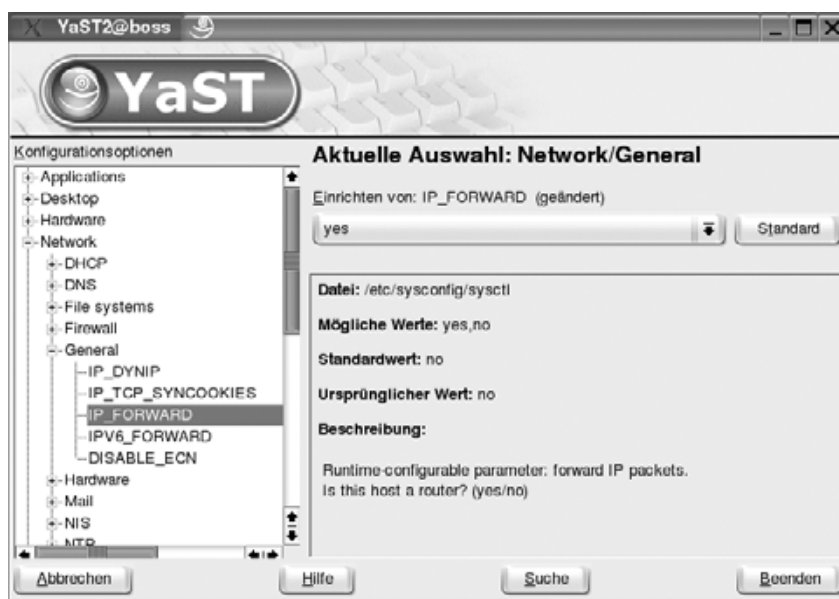 YaST2@boss
YaST
Konfigurationsoptionen
Applications
Desktop
Hardware
Network
DHCP
DNS
File systems
Firewall
General
IP_DYNIP
IP_TCP_SYNCOOKIES
IP_FORWARD
IPV6_FORWARD
DISABLE_ECN
Hardware
Mail
NIS
NTP
Aktuelle Auswahl: Network/General
Einrichten von: IP_FORWARD (geändert)
yes
Standard
Datei: /etc/sysconfig/sysctl
Mögliche Werte: yes,no
Standardwert: no
Ursprünglicher Wert: no
Beschreibung:
Runtime-configurable parameter: forward IP packets.
Is this host a router? (yes/no)
Abbrechen
Hilfe
Suche
Beenden